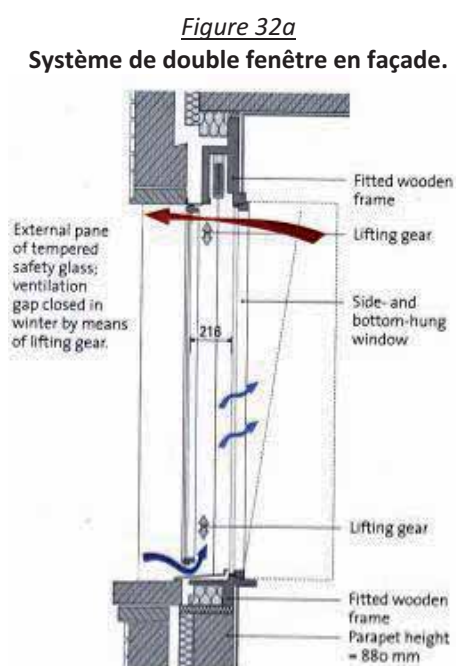 Figure 32a
Système de double fenêtre en façade.
Fitted wooden
frame
External pane
of tempered
safety glass;
ventilation
gap closed in
winter by means
of lifting gear.
Lifting gear
Side- and
bottom-hung
window
218
Lifting gear
Fitted wooden
frame
Parapet height
= 880 mm